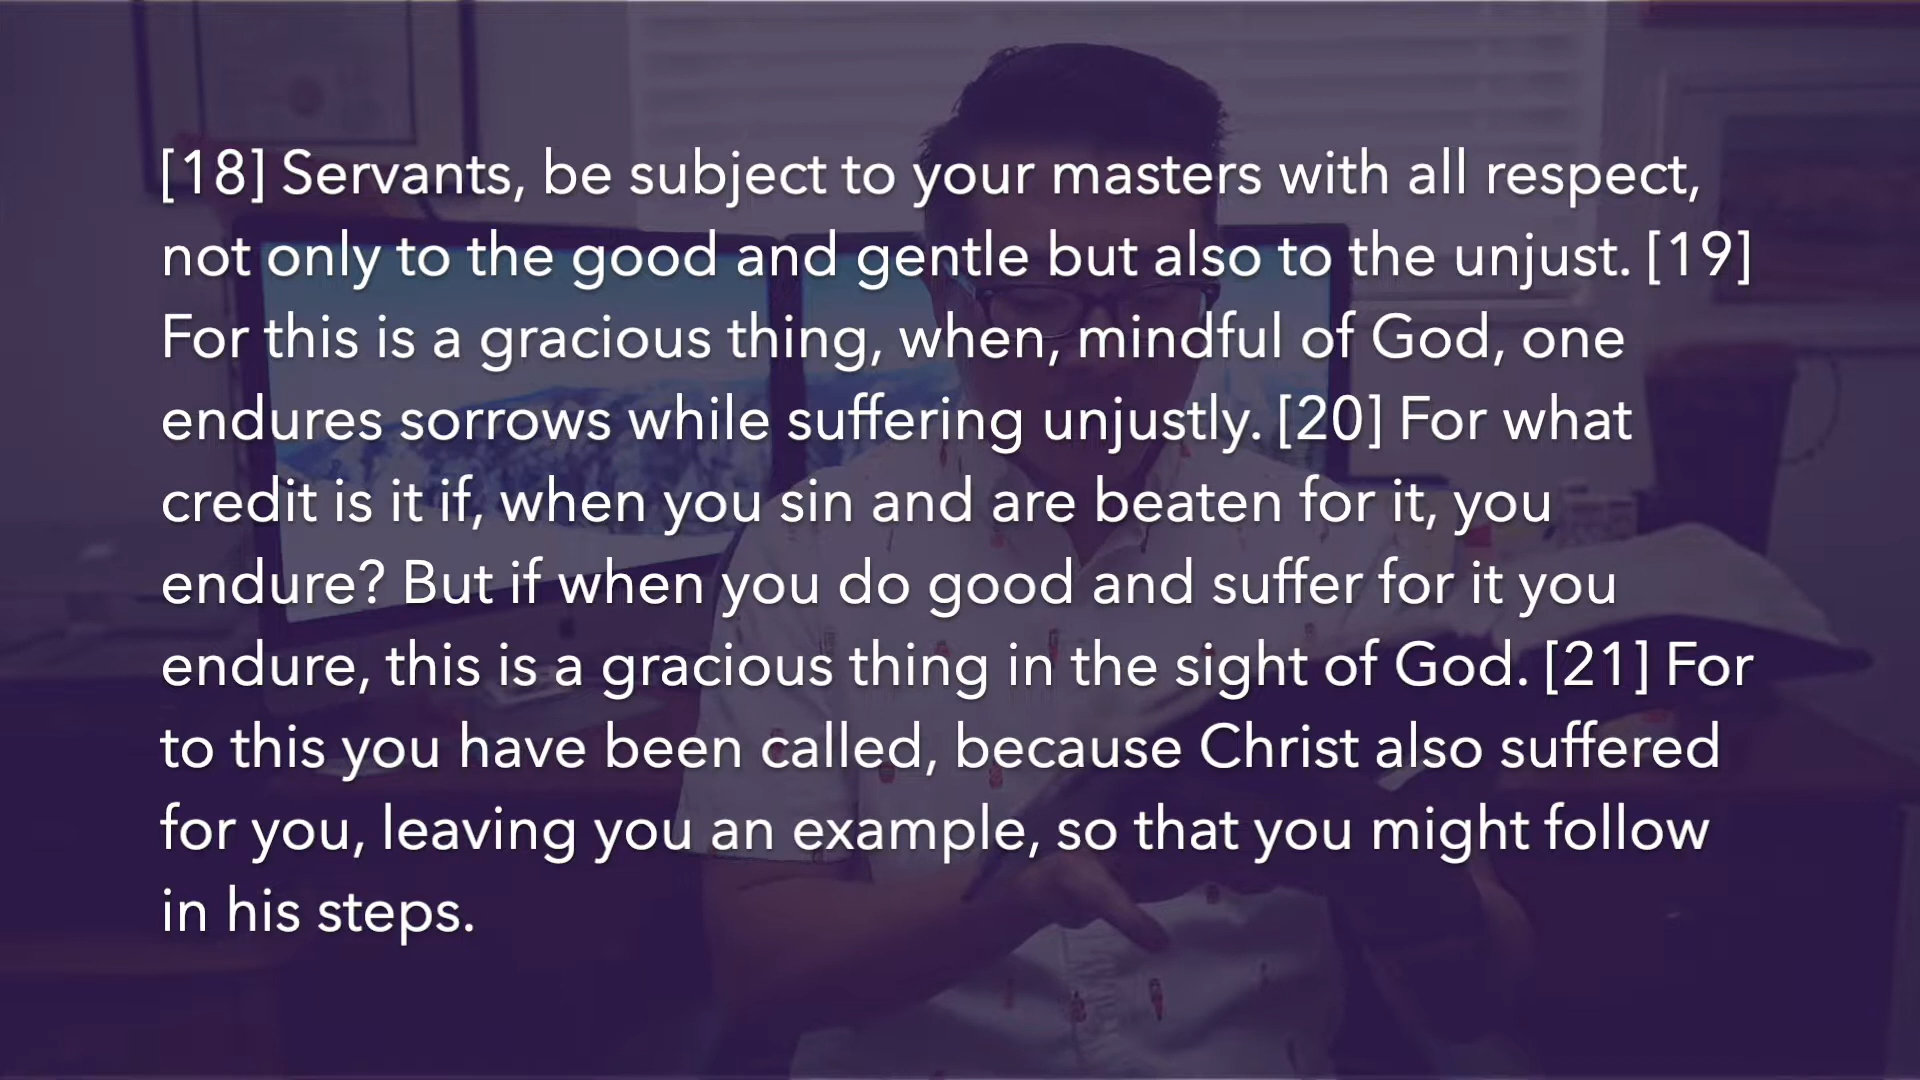 [18] Servants, be subject to your masters with all respect,
not only to the good and gentle but also to the unjust. [19]
For this is a gracious thing, when, mindful of God, one
endures sorrows while suffering unjustly. [20] For what
credit is it if, when you sin and are beaten for it, you
endure? But if when you do good and suffer for it you
endure, this is a gracious thing in the sight of God. [21] For
to this you have been called, because Christ also suffered
for you, leaving you an example, so that you might follow
in his steps.